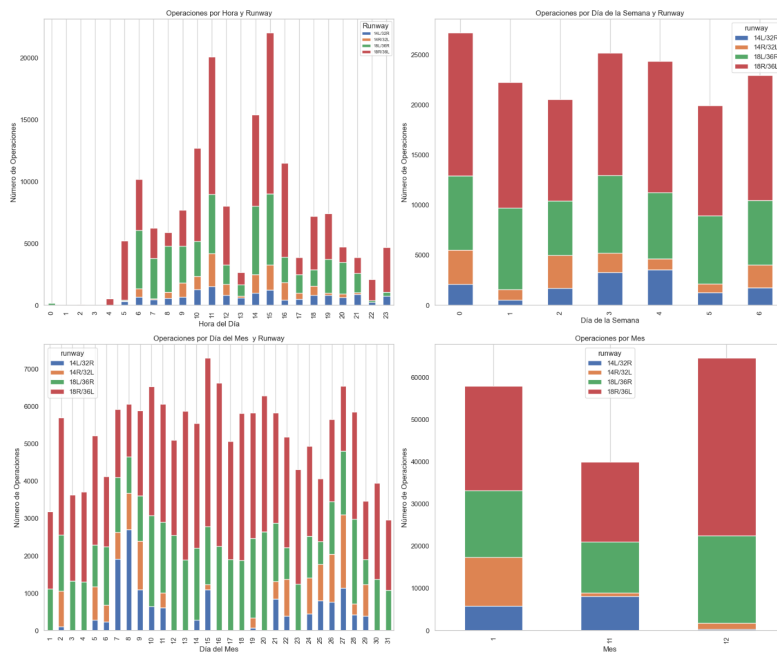 Operaciones por Hora y Runway
Runway
14L/32R
14R/32L
18L/36R
18R/36L
20000
15000
10000
5000
0
Número de Operaciones
0 1 2 3 4 5 6 7 8 9 10 11 12 13 14 15 16 17 18 19 20 21 22 23
Hora del Día
Operaciones por Día de la Semana y Runway
runway
14L/32R
14R/32L
18L/36R
18R/36L
25000
20000
15000
10000
5000
0
Número de Operaciones
0 1 2 3 4 5 6
Día de la Semana
Operaciones por Día del Mes y Runway
runway
14L/32R
14R/32L
18L/36R
18R/36L
7000
6000
5000
4000
3000
2000
1000
0
Número de Operaciones
1 2 3 4 5 6 7 8 9 10 11 12 13 14 15 16 17 18 19 20 21 22 23 24 25 26 27 28 29 30 31
Día del Mes
Operaciones por Mes
runway
14L/32R
14R/32L
18L/36R
18R/36L
60000
50000
40000
30000
20000
10000
0
Número de Operaciones
1 11 12
Mes